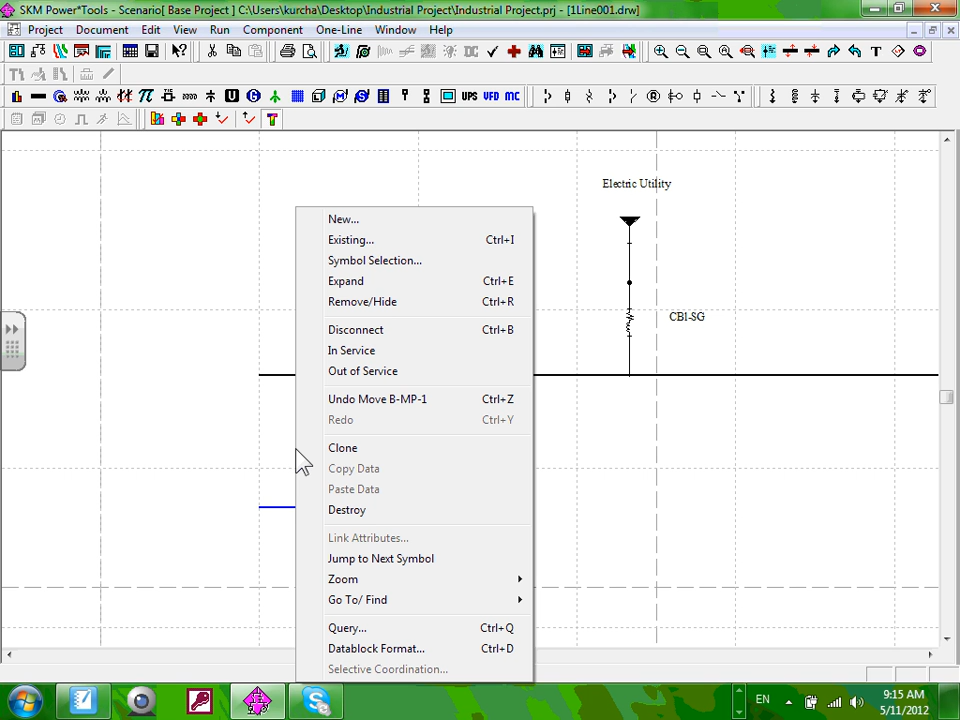 SKM Power*Tools - Scenario[ Base Project ] C:\Users\kurcha\Desktop\Industrial Project\Industrial Project.prj - [1Line001.drw]
Project Document Edit View Run Component One-Line Window Help
DC
UPS VFD MC
Electric Utility
New...
Existing... Ctrl+I
Symbol Selection...
Expand Ctrl+E
Remove/Hide Ctrl+R
CB1-SG
Disconnect Ctrl+B
In Service
Out of Service
Undo Move B-MP-1 Ctrl+Z
Redo Ctrl+Y
Clone
Copy Data
Paste Data
Destroy
Link Attributes...
Jump to Next Symbol
Zoom
Go To/ Find
Query... Ctrl+Q
Datablock Format... Ctrl+D
Selective Coordination...
EN
9:15 AM
5/11/2012